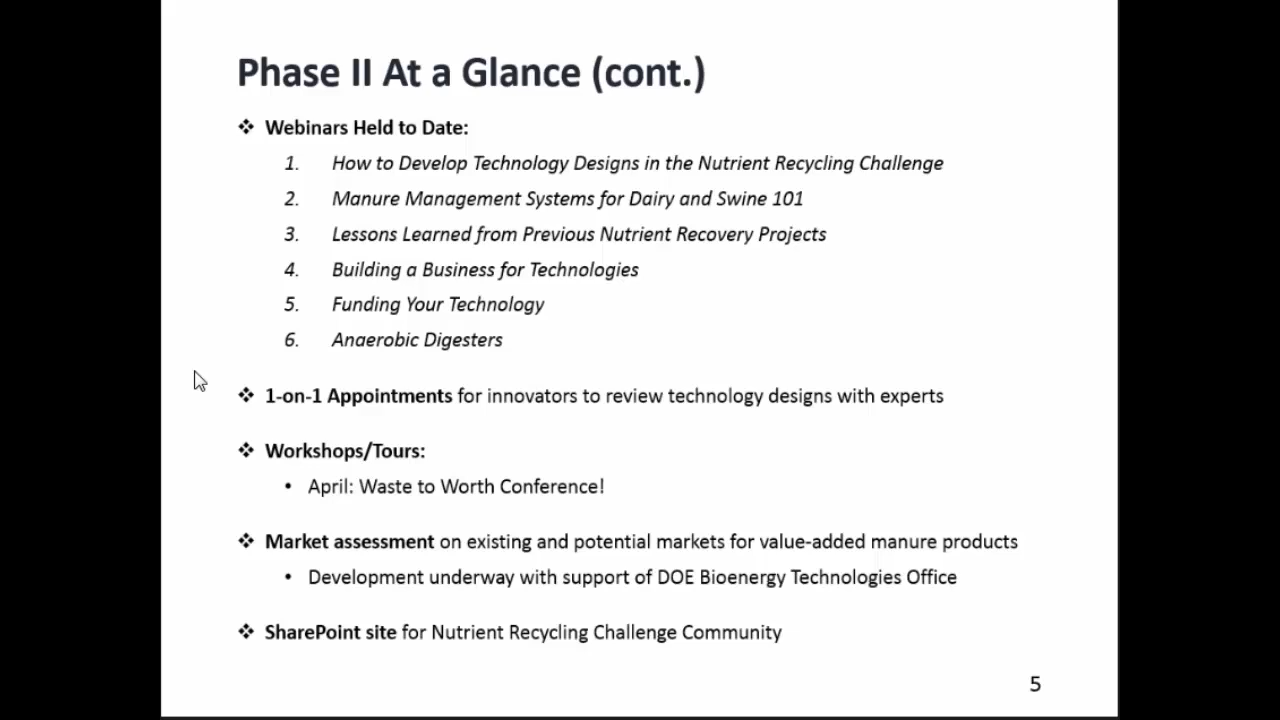 Phase II At a Glance (cont.)
❖ Webinars Held to Date:
1. How to Develop Technology Designs in the Nutrient Recycling Challenge
2. Manure Management Systems for Dairy and Swine 101
3. Lessons Learned from Previous Nutrient Recovery Projects
4. Building a Business for Technologies
5. Funding Your Technology
6. Anaerobic Digesters
❖ 1-on-1 Appointments for innovators to review technology designs with experts
❖ Workshops/Tours:
• April: Waste to Worth Conference!
❖ Market assessment on existing and potential markets for value-added manure products
• Development underway with support of DOE Bioenergy Technologies Office
❖ SharePoint site for Nutrient Recycling Challenge Community
5